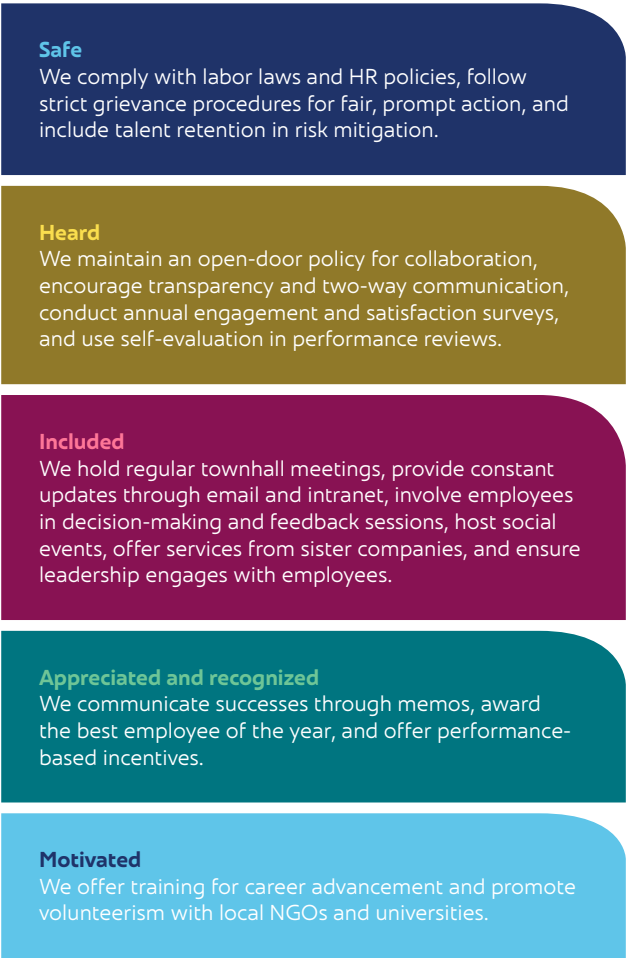 Safe
We comply with labor laws and HR policies, follow
strict grievance procedures for fair, prompt action, and
include talent retention in risk mitigation.
Heard
We maintain an open-door policy for collaboration,
encourage transparency and two-way communication,
conduct annual engagement and satisfaction surveys,
and use self-evaluation in performance reviews.
Included
We hold regular townhall meetings, provide constant
updates through email and intranet, involve employees
in decision-making and feedback sessions, host social
events, offer services from sister companies, and ensure
leadership engages with employees.
Appreciated and recognized
We communicate successes through memos, award
the best employee of the year, and offer performance-
based incentives.
Motivated
We offer training for career advancement and promote
volunteerism with local NGOs and universities.